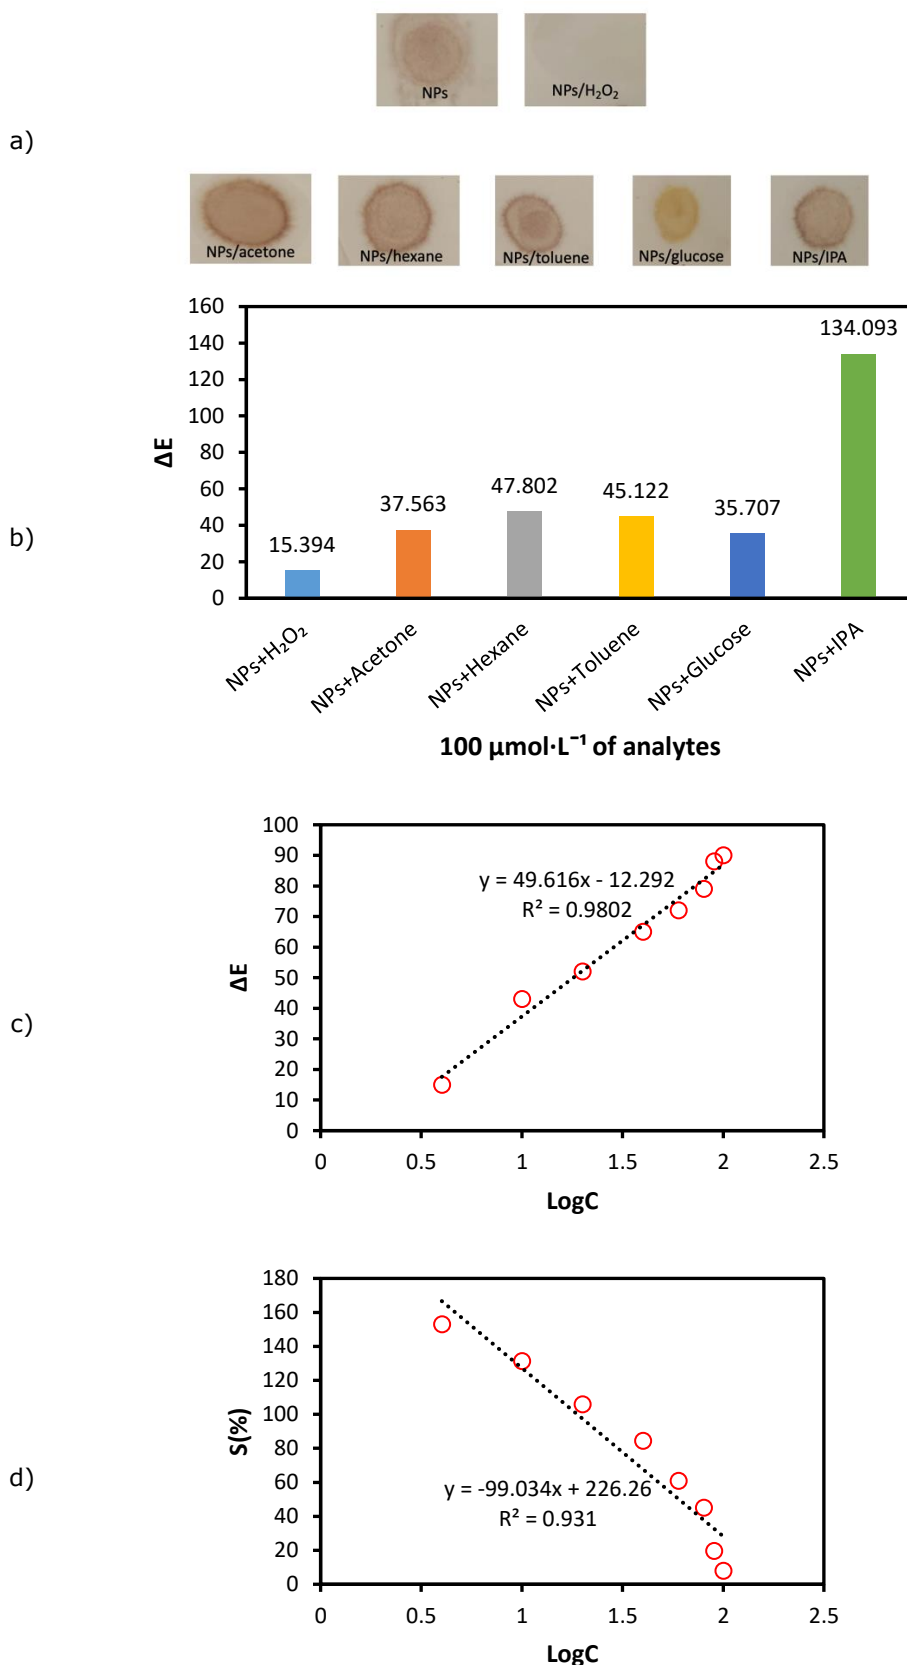 NPs
NPs/H₂O₂
a)
NPs/acetone
NPs/hexane
NPs/toluene
NPs/glucose
NPs/IPA
160
140
120
100
80
60
40
20
0
ΔE
15.394
37.563
47.802
45.122
35.707
134.093
b)
NPs+H₂O₂
NPs+Acetone
NPs+Hexane
NPs+Toluene
NPs+Glucose
NPs+IPA
100 µmol·L⁻¹ of analytes
100
90
80
70
60
50
40
30
20
10
0
ΔE
y = 49.616x - 12.292
R² = 0.9802
c)
0
0.5
1
1.5
2
2.5
LogC
180
160
140
120
100
80
60
40
20
0
S(%)
y = -99.034x + 226.26
R² = 0.931
d)
0
0.5
1
1.5
2
2.5
LogC